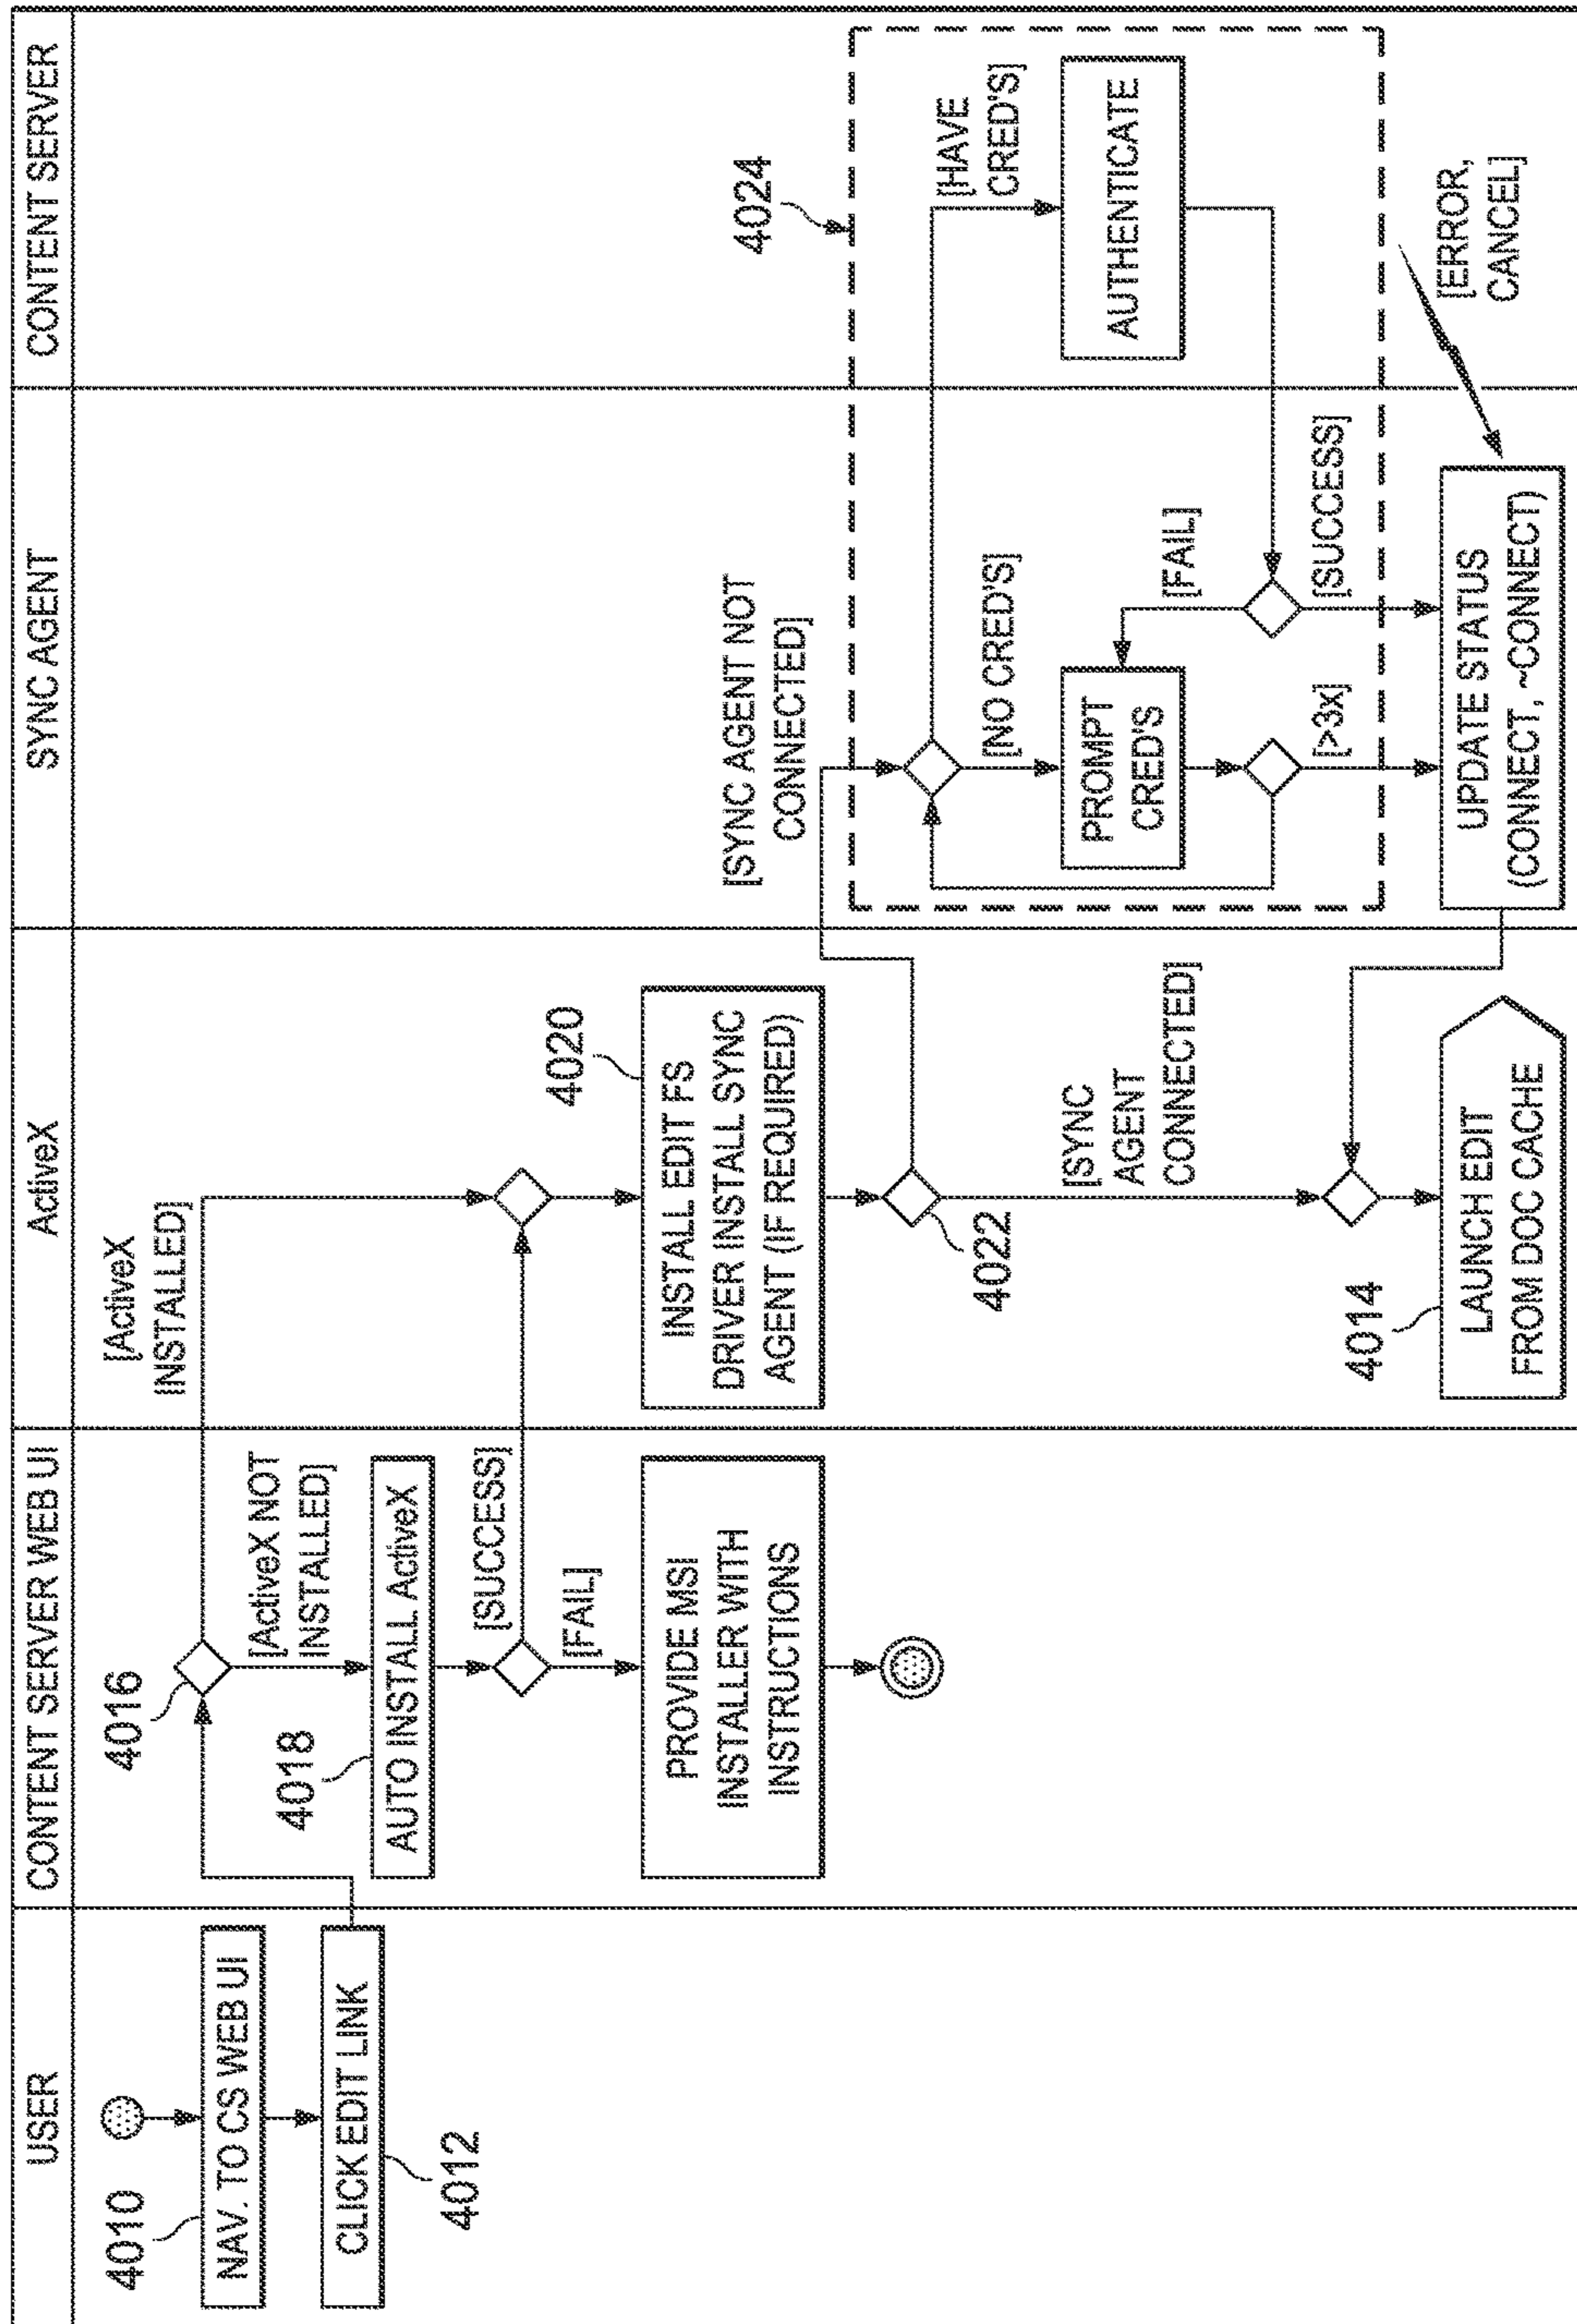 USER
CONTENT SERVER WEB UI
ActiveX
SYNC AGENT
CONTENT SERVER
4010
NAV. TO CS WEB UI
CLICK EDIT LINK
4012
4016
[ActiveX NOT
INSTALLED]
4018
AUTO INSTALL ActiveX
[SUCCESS]
[FAIL]
PROVIDE MSI
INSTALLER WITH
INSTRUCTIONS
[ActiveX
INSTALLED]
4020
INSTALL EDIT FS
DRIVER INSTALL SYNC
AGENT (IF REQUIRED)
4022
[SYNC
AGENT
CONNECTED]
4014
LAUNCH EDIT
FROM DOC CACHE
[SYNC AGENT NOT
CONNECTED]
[NO CRED'S]
PROMPT
CRED'S
[FAIL]
[>3x]
[SUCCESS]
UPDATE STATUS
(CONNECT, ~CONNECT)
4024
[HAVE
CRED'S]
AUTHENTICATE
[ERROR,
CANCEL]